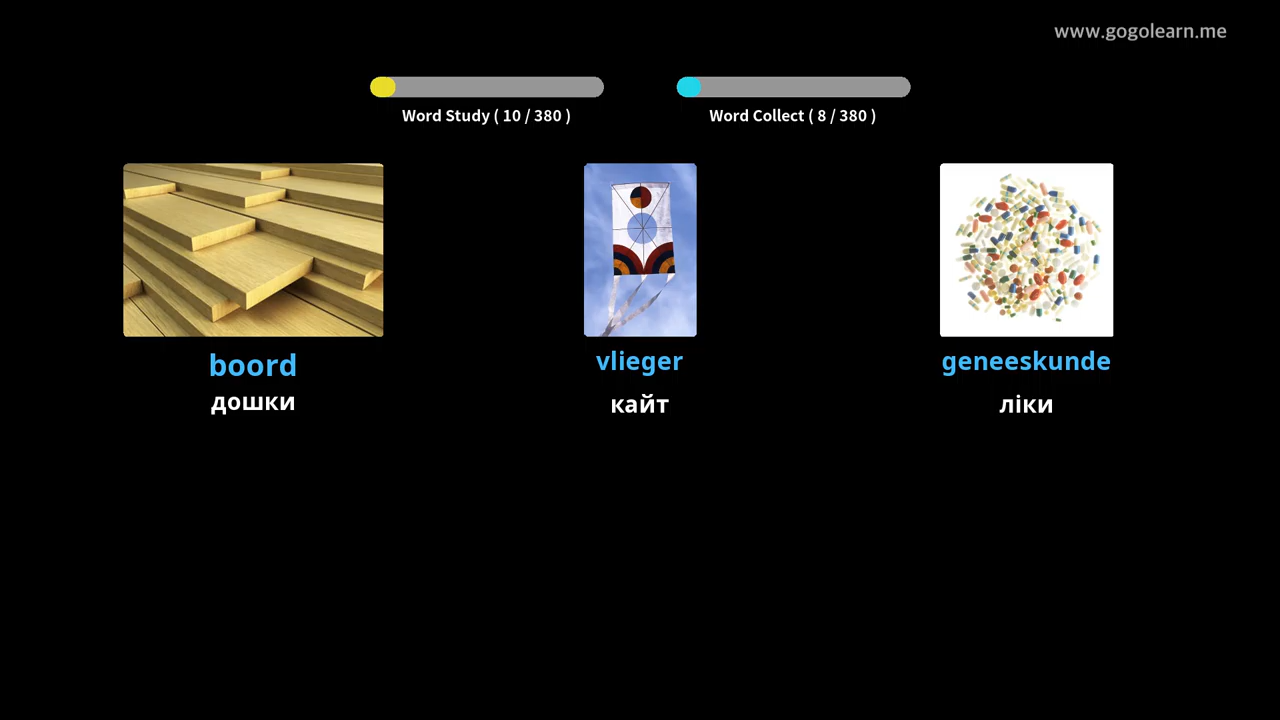 www.gogolearn.me
Word Study ( 10 / 380 )
Word Collect ( 8 / 380 )
boord
дошки
vlieger
кайт
geneeskunde
ліки